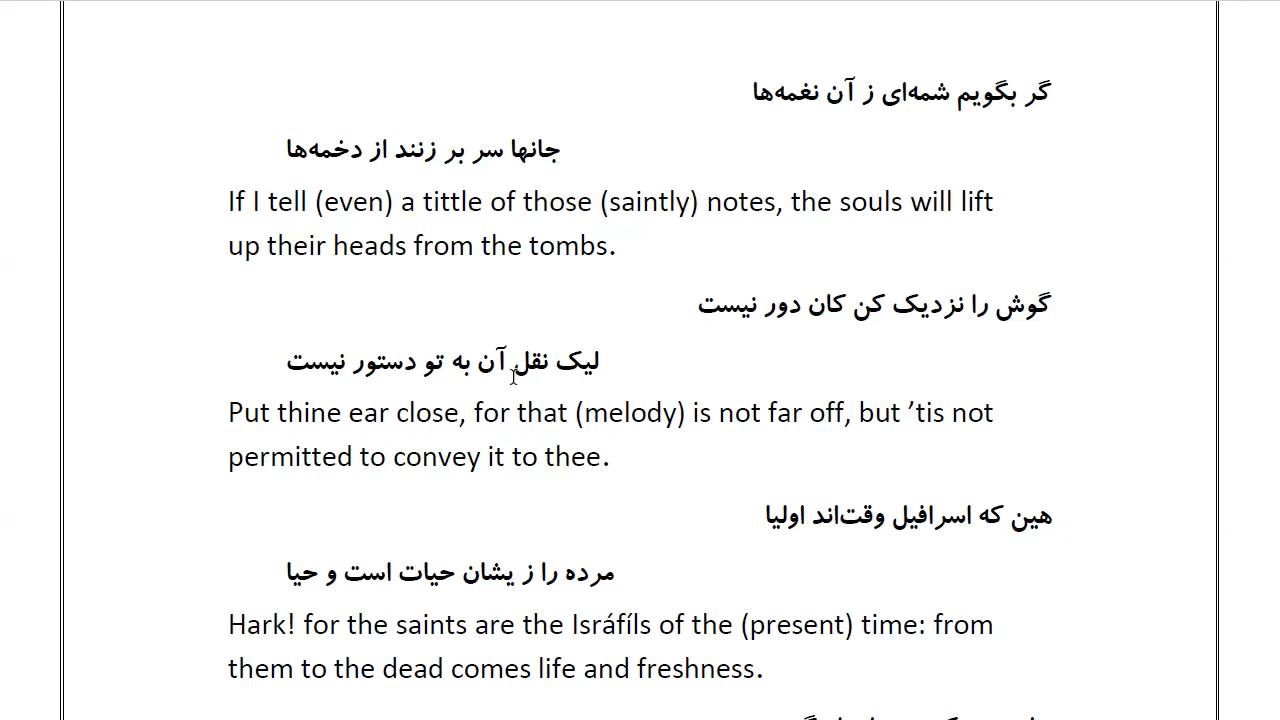 گر بگویم شمه‌ای ز آن نغمه‌ها
جانها سر بر زنند از دخمه‌ها
If I tell (even) a tittle of those (saintly) notes, the souls will lift
up their heads from the tombs.
گوش را نزدیک کن کان دور نیست
لیک نقل آن به تو دستور نیست
Put thine ear close, for that (melody) is not far off, but ’tis not
permitted to convey it to thee.
هین که اسرافیل وقت‌اند اولیا
مرده را ز یشان حیات است و حیا
Hark! for the saints are the Isráfíls of the (present) time: from
them to the dead comes life and freshness.